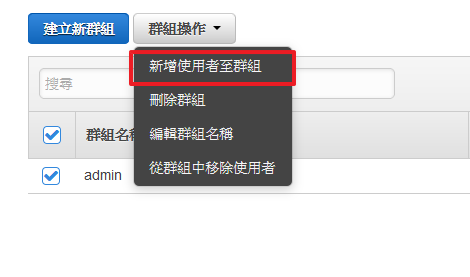 建立新群組
群組操作
新增使用者至群組
搜尋
刪除群組
群組名稱
編輯群組名稱
admin
從群組中移除使用者